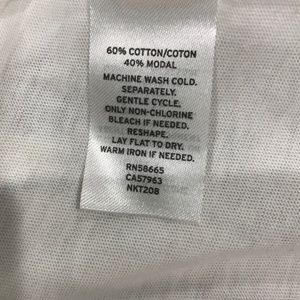 60% COTTON/COTON
40% MODAL
MACHINE WASH COLD.
SEPARATELY.
GENTLE CYCLE.
ONLY NON-CHLORINE
BLEACH IF NEEDED.
RESHAPE.
LAY FLAT TO DRY.
WARM IRON IF NEEDED.
RN58665
CA57963
NKT208